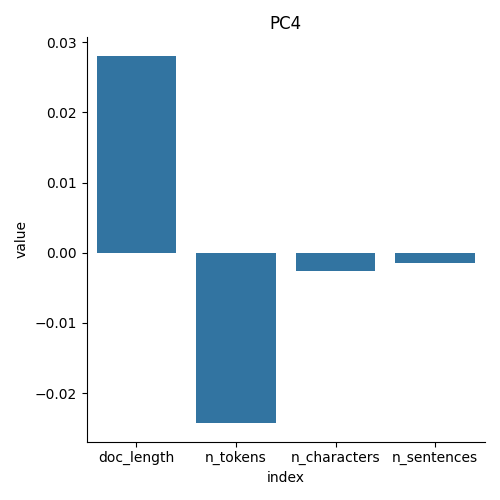 PC4
0.03
0.02
0.01
0.00
−0.01
−0.02
value
doc_length n_tokens n_characters n_sentences
index